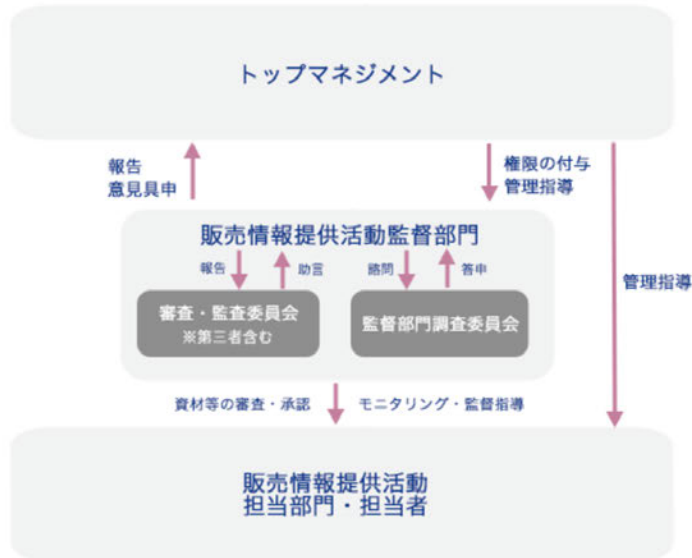 トップマネジメント
報告
意見具申
権限の付与
管理指導
販売情報提供活動監督部門
報告
助言
諮問
答申
審査・監査委員会
※第三者含む
監督部門調査委員会
管理指導
資材等の審査・承認
モニタリング・監督指導
販売情報提供活動
担当部門・担当者